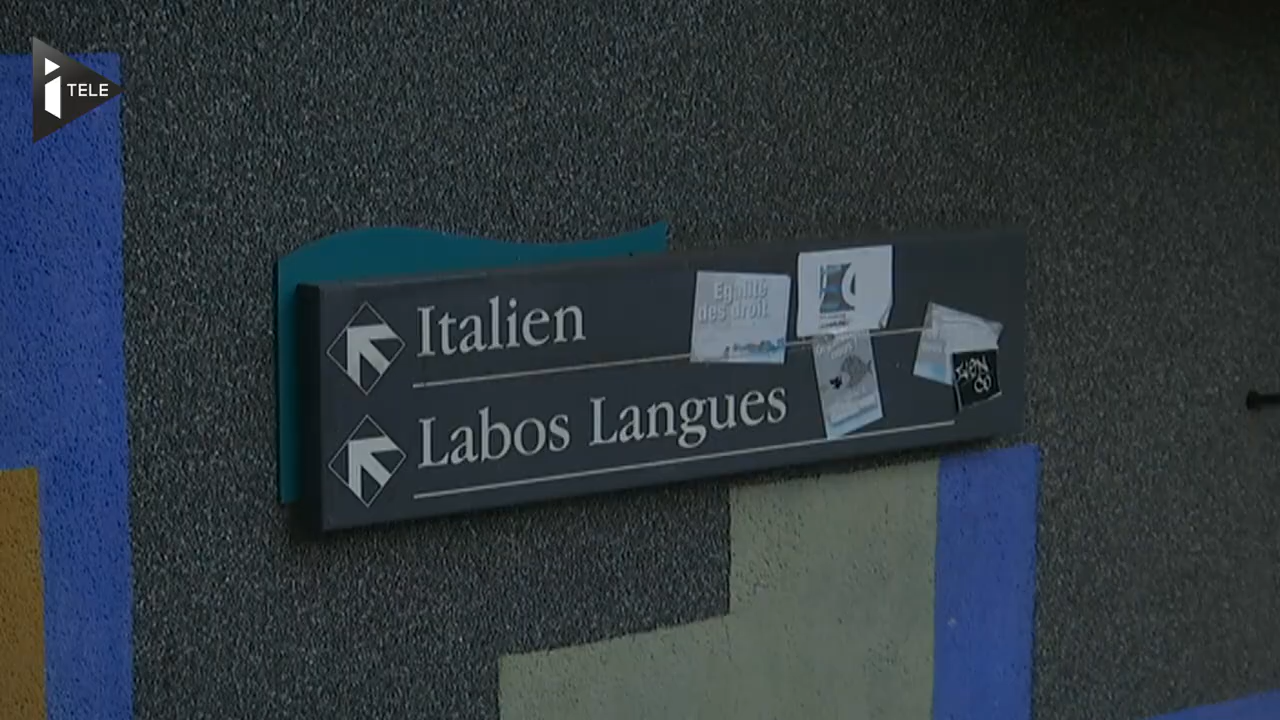 i TELE
Italien
Labos Langues
Egalité
des droit